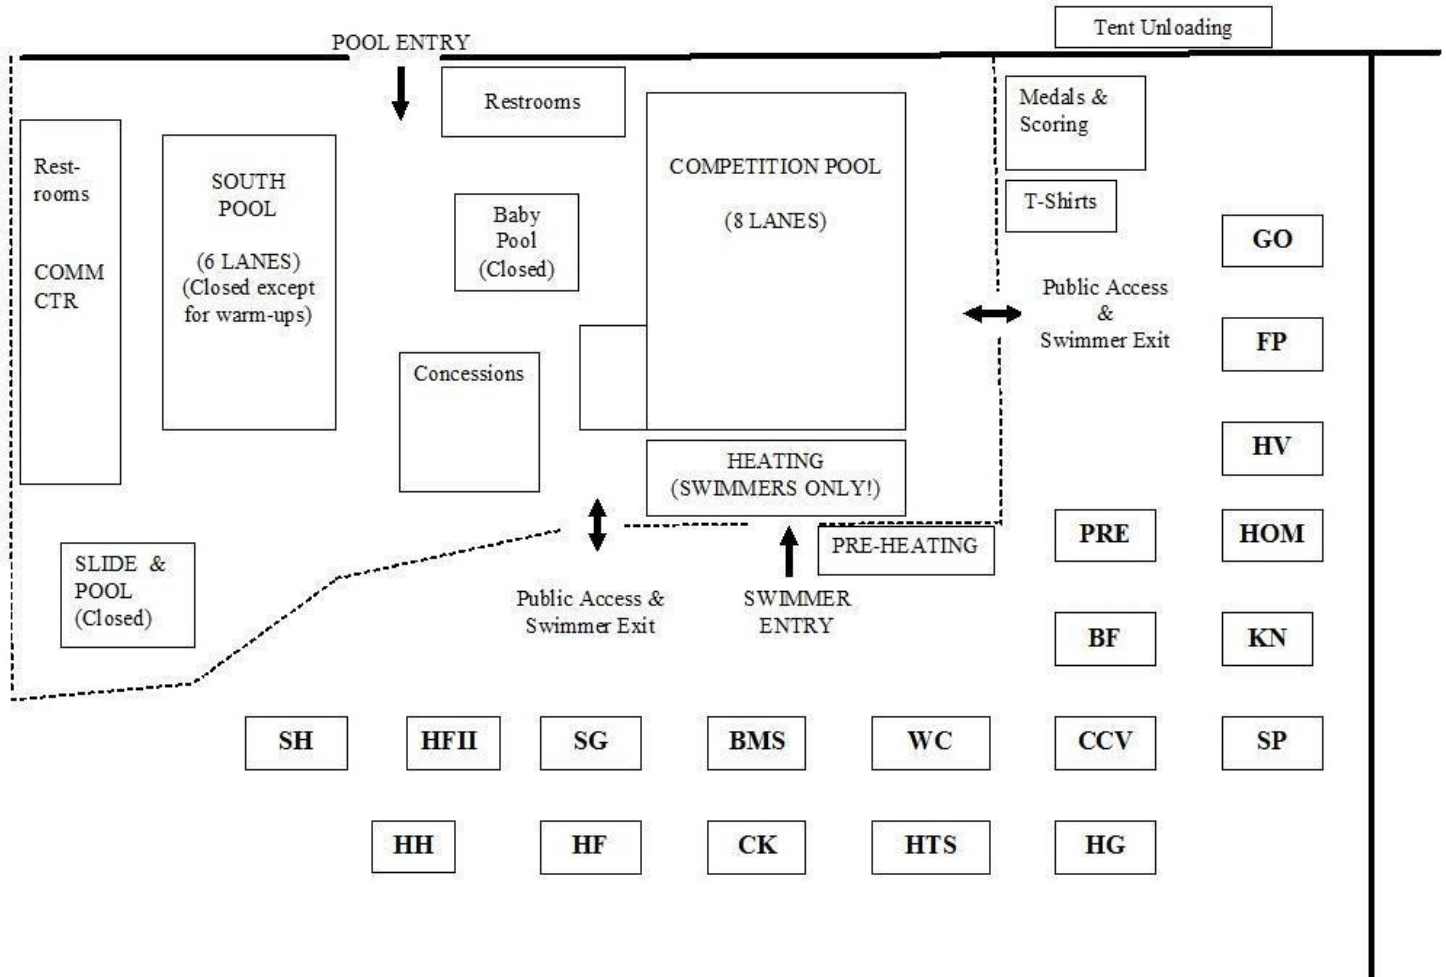 Tent Unloading
POOL ENTRY
Restrooms
Medals &
Scoring
Rest-
rooms
COMM
CTR
SOUTH
POOL
(6 LANES)
(Closed except
for warm-ups)
Baby
Pool
(Closed)
COMPETITION POOL
(8 LANES)
T-Shirts
GO
Public Access
&
Swimmer Exit
FP
Concessions
HV
HEATING
(SWIMMERS ONLY!)
PRE
HOM
PRE-HEATING
SLIDE &
POOL
(Closed)
Public Access &
Swimmer Exit
SWIMMER
ENTRY
BF
KN
SH
HFII
SG
BMS
WC
CCV
SP
HH
HF
CK
HTS
HG